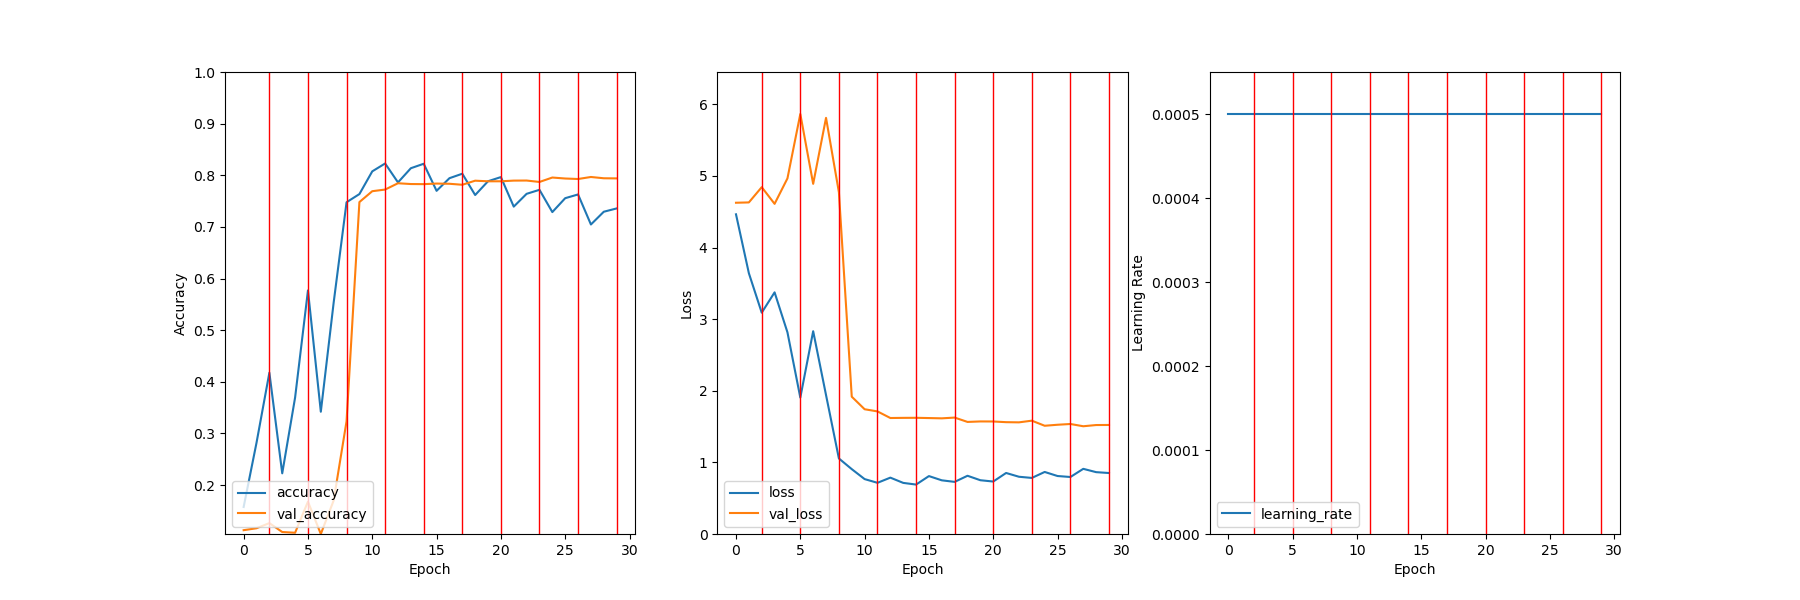 1.0
0.9
0.8
0.7
0.6
0.5
0.4
0.3
0.2
Accuracy
accuracy
val_accuracy
0 5 10 15 20 25 30
Epoch
6
5
4
3
2
1
0
Loss
loss
val_loss
0 5 10 15 20 25 30
Epoch
0.0005
0.0004
0.0003
0.0002
0.0001
0.0000
Learning Rate
learning_rate
0 5 10 15 20 25 30
Epoch